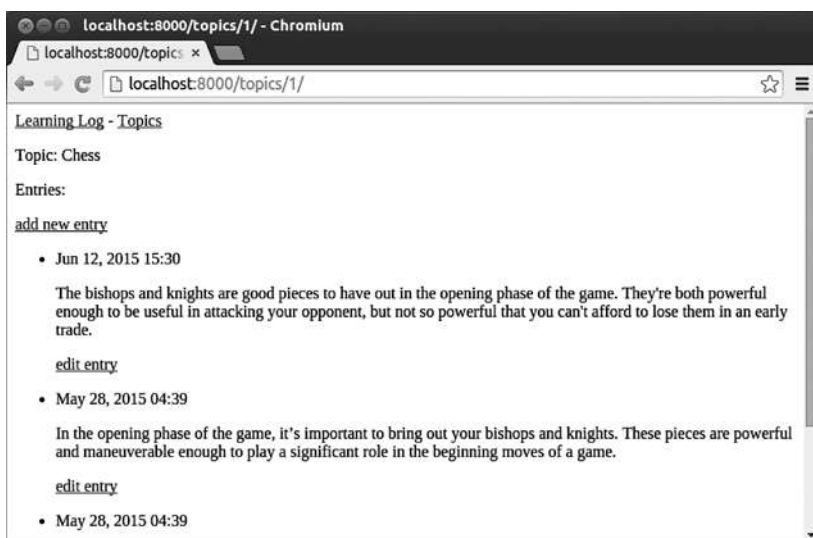 localhost:8000/topics/1/ - Chromium
localhost:8000/topics
localhost:8000/topics/1/
Learning Log - Topics
Topic: Chess
Entries:
add new entry
• Jun 12, 2015 15:30
The bishops and knights are good pieces to have out in the opening phase of the game. They're both powerful
enough to be useful in attacking your opponent, but not so powerful that you can't afford to lose them in an early
trade.
edit entry
• May 28, 2015 04:39
In the opening phase of the game, it’s important to bring out your bishops and knights. These pieces are powerful
and maneuverable enough to play a significant role in the beginning moves of a game.
edit entry
• May 28, 2015 04:39